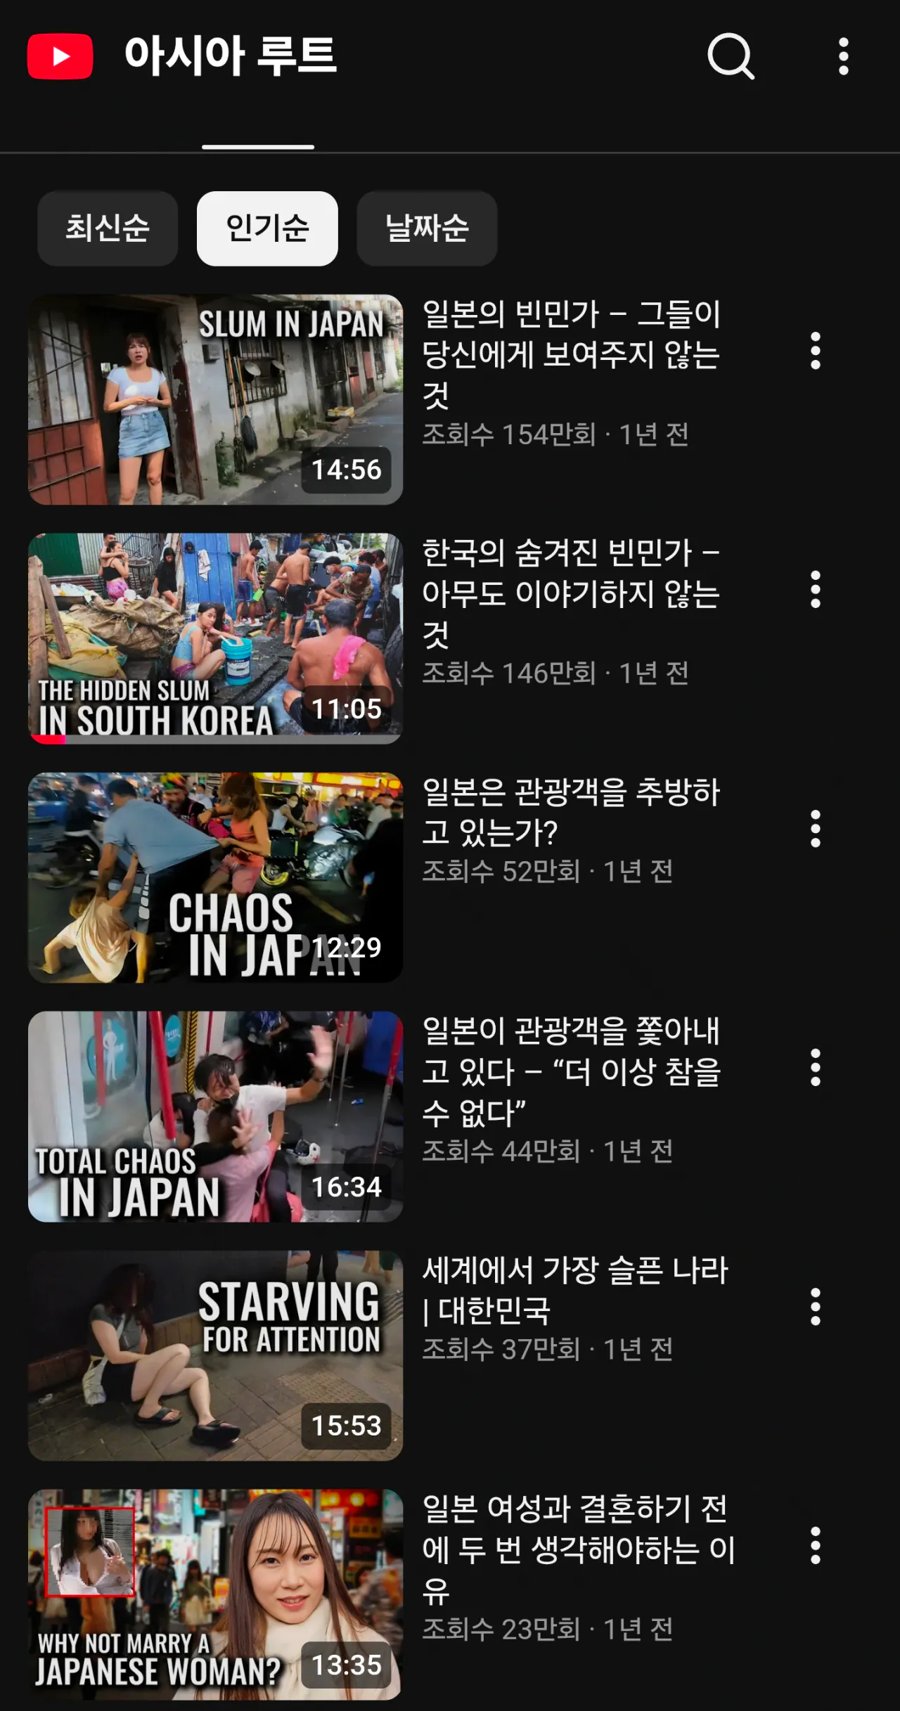 아시아 루트
최신순
인기순
날짜순
SLUM IN JAPAN
14:56
일본의 빈민가 – 그들이
당신에게 보여주지 않는
것
조회수 154만회 · 1년 전
THE HIDDEN SLUM
IN SOUTH KOREA
11:05
한국의 숨겨진 빈민가 –
아무도 이야기하지 않는
것
조회수 146만회 · 1년 전
CHAOS
IN JAPAN
12:29
일본은 관광객을 추방하
고 있는가?
조회수 52만회 · 1년 전
TOTAL CHAOS
IN JAPAN
16:34
일본이 관광객을 쫓아내
고 있다 – “더 이상 참을
수 없다”
조회수 44만회 · 1년 전
STARVING
FOR ATTENTION
15:53
세계에서 가장 슬픈 나라
| 대한민국
조회수 37만회 · 1년 전
WHY NOT MARRY A
JAPANESE WOMAN?
13:35
일본 여성과 결혼하기 전
에 두 번 생각해야하는 이
유
조회수 23만회 · 1년 전